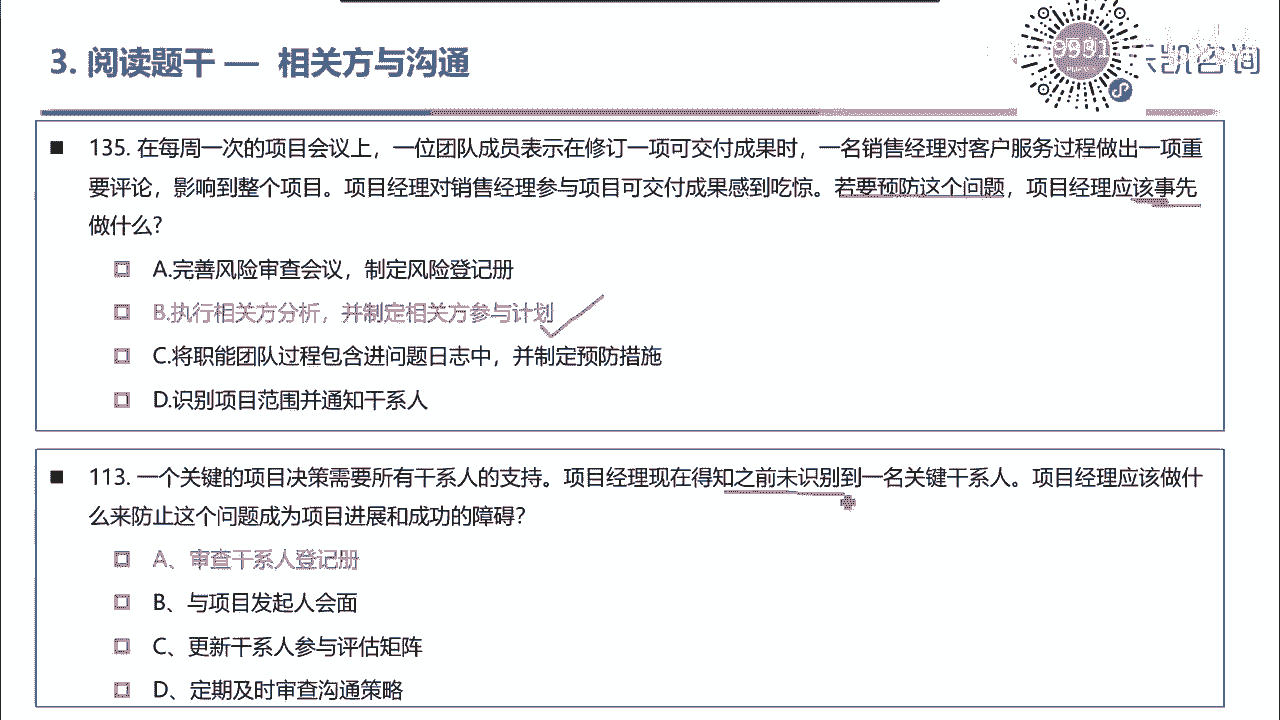 3. 阅读题干 — 相关方与沟通
咨询
■ 135. 在每周一次的项目会议上，一位团队成员表示在修订一项可交付成果时，一名销售经理对客户服务过程做出一项重
要评论，影响到整个项目。项目经理对销售经理参与项目可交付成果感到吃惊。若要预防这个问题，项目经理应该事先
做什么?
A.完善风险审查会议，制定风险登记册
B.执行相关方分析，并制定相关方参与计划
C.将职能团队过程包含进问题日志中，并制定预防措施
D.识别项目范围并通知干系人
■ 113. 一个关键的项目决策需要所有干系人的支持。项目经理现在得知之前未识别到一名关键干系人。项目经理应该做什
么来防止这个问题成为项目进展和成功的障碍?
A、审查干系人登记册
B、与项目发起人会面
C、更新干系人参与评估矩阵
D、定期及时审查沟通策略